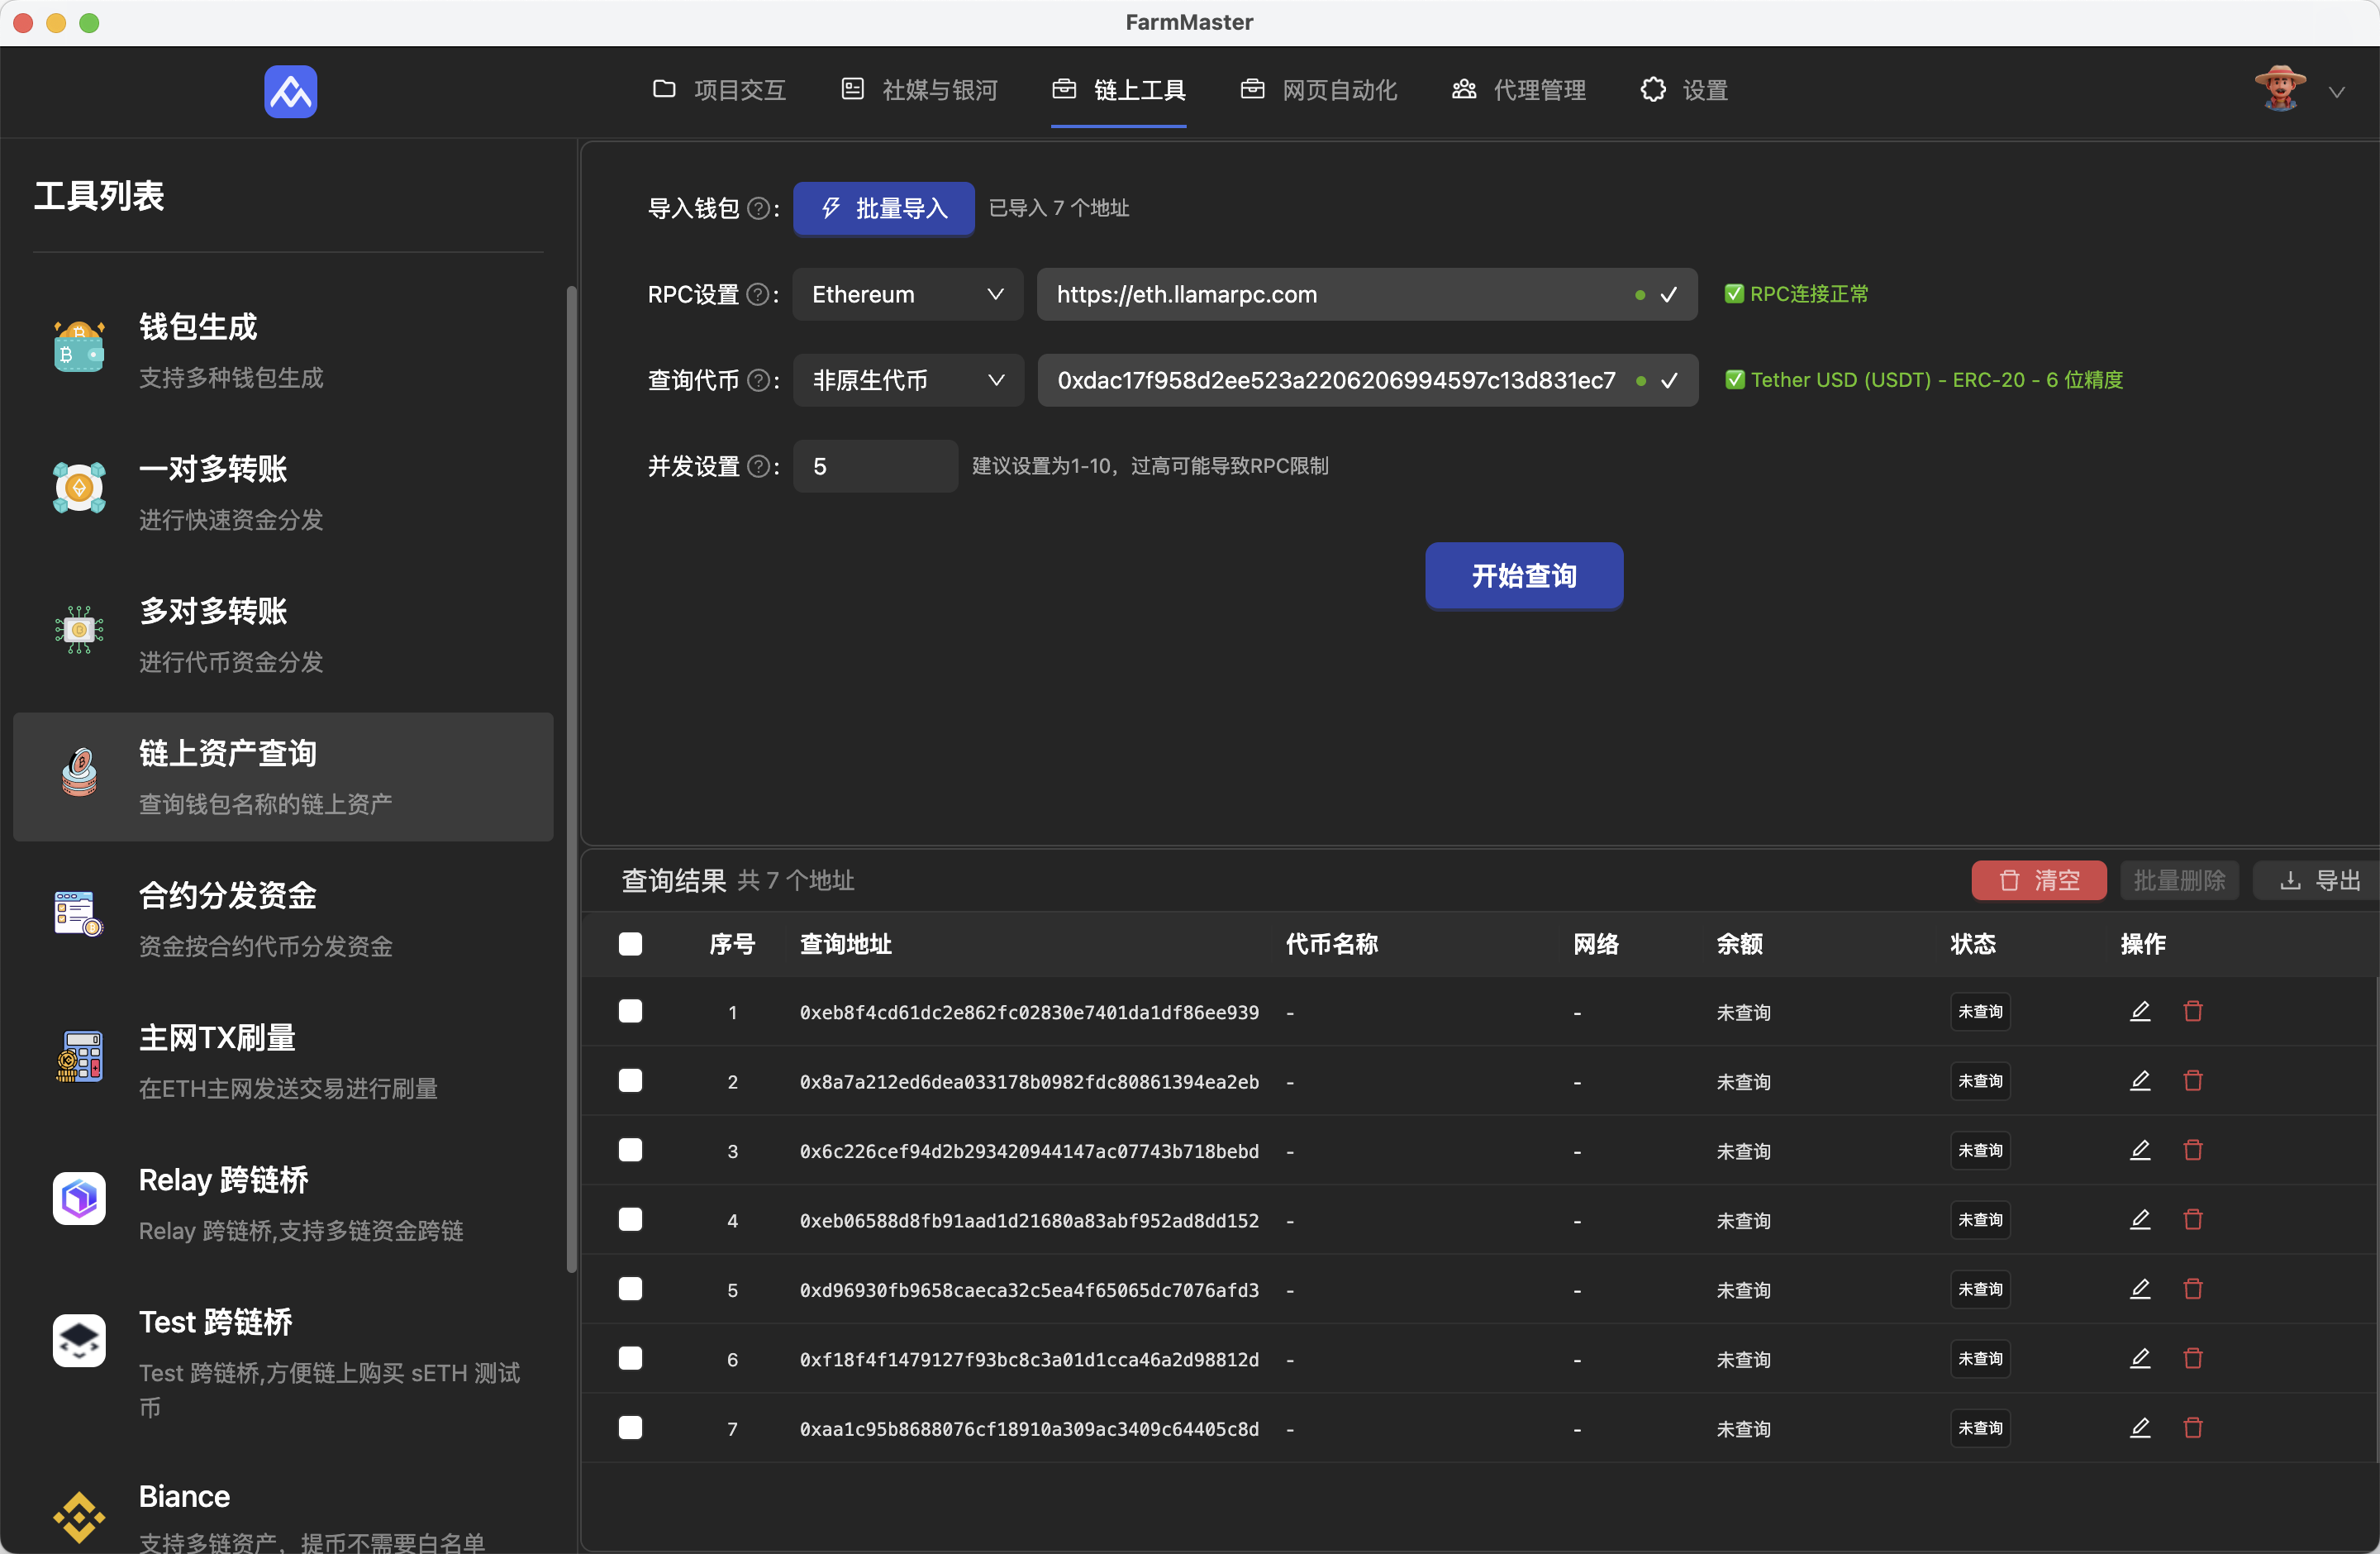 FarmMaster
项目交互
社媒与银河
链上工具
网页自动化
代理管理
设置
工具列表
钱包生成
支持多种钱包生成
一对多转账
进行快速资金分发
多对多转账
进行代币资金分发
链上资产查询
查询钱包名称的链上资产
合约分发资金
资金按合约代币分发资金
主网TX刷量
在ETH主网发送交易进行刷量
Relay 跨链桥
Relay 跨链桥,支持多链资金跨链
Test 跨链桥
Test 跨链桥,方便链上购买 sETH 测试
币
Biance
支持多链资产，提币不需要白名单
导入钱包 ? : 批量导入 已导入 7 个地址
RPC设置 ? : Ethereum https://eth.llamarpc.com ✅ RPC连接正常
查询代币 ? : 非原生代币 0xdac17f958d2ee523a2206206994597c13d831ec7 ✅ Tether USD (USDT) - ERC-20 - 6 位精度
并发设置 ? : 5 建议设置为1-10，过高可能导致RPC限制
开始查询
查询结果 共 7 个地址 清空 批量删除 导出
序号 查询地址 代币名称 网络 余额 状态 操作
1 0xeb8f4cd61dc2e862fc02830e7401da1df86ee939 - - 未查询 未查询
2 0x8a7a212ed6dea033178b0982fdc80861394ea2eb - - 未查询 未查询
3 0x6c226cef94d2b293420944147ac07743b718bebd - - 未查询 未查询
4 0xeb06588d8fb91aad1d21680a83abf952ad8dd152 - - 未查询 未查询
5 0xd96930fb9658caeca32c5ea4f65065dc7076afd3 - - 未查询 未查询
6 0xf18f4f1479127f93bc8c3a01d1cca46a2d98812d - - 未查询 未查询
7 0xaa1c95b8688076cf18910a309ac3409c64405c8d - - 未查询 未查询